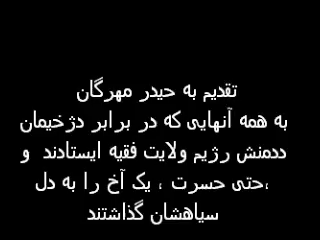 تقدیم به حیدر مهرگان
به همه آنهایی که در برابر دژخیمان
ددمنش رژیم ولایت فقیه ایستادند و
،حتی حسرت ، یک آخ را به دل
سیاهشان گذاشتند